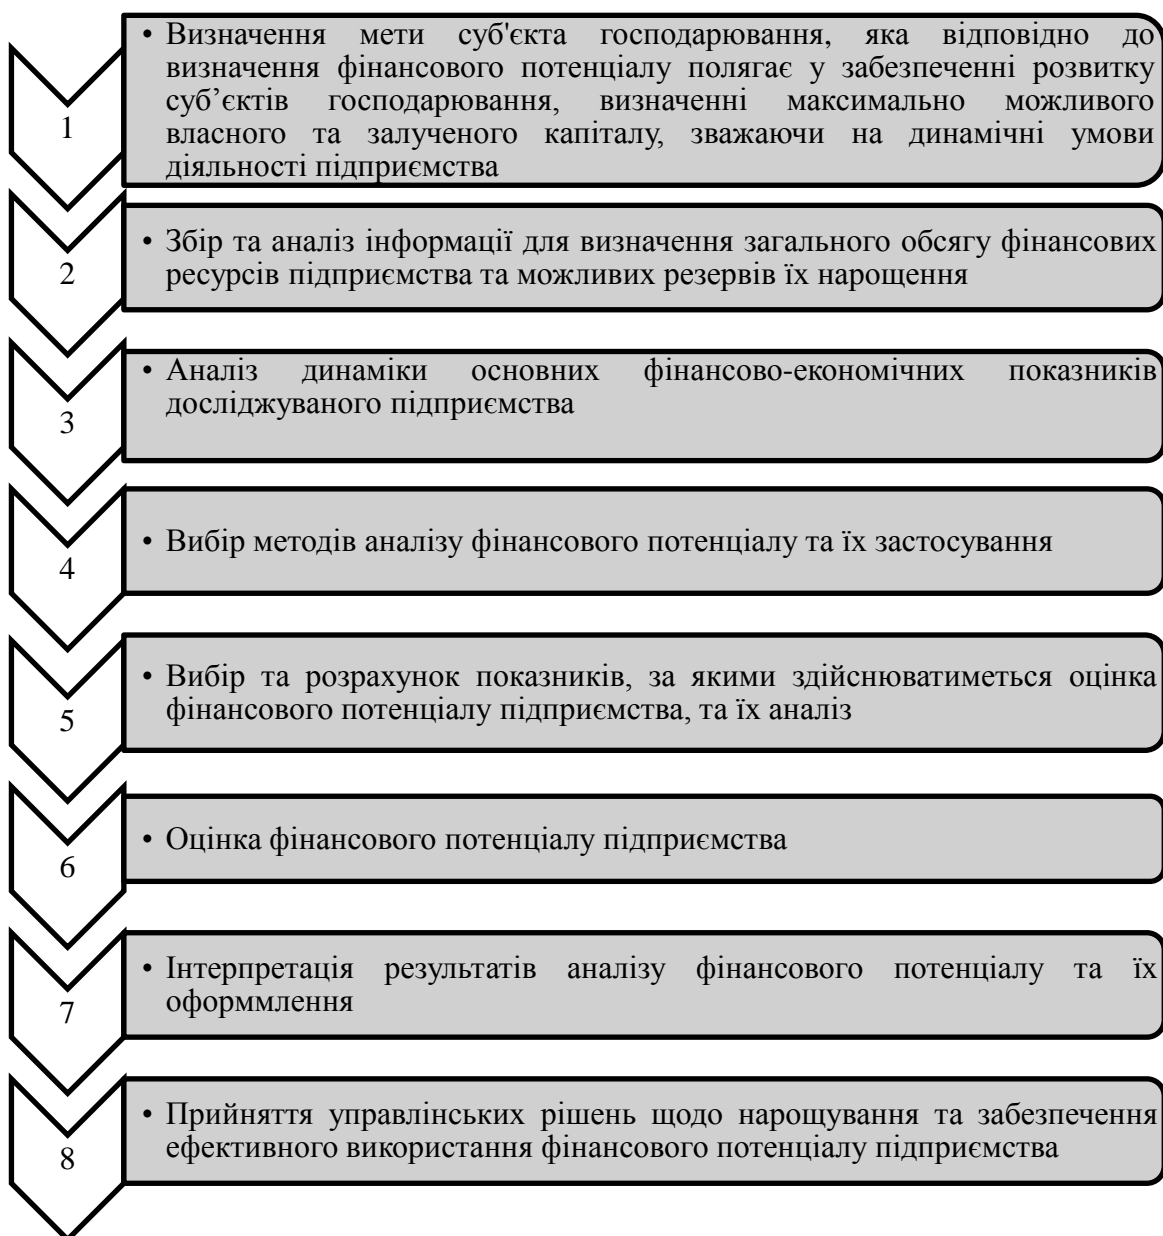 • Визначення мети суб'єкта господарювання, яка відповідно до
визначення фінансового потенціалу полягає у забезпеченні розвитку
суб’єктів господарювання, визначенні максимально можливого
власного та залученого капіталу, зважаючи на динамічні умови
діяльності підприємства
1
• Збір та аналіз інформації для визначення загального обсягу фінансових
ресурсів підприємства та можливих резервів їх нарощення
2
• Аналіз динаміки основних фінансово-економічних показників
досліджуваного підприємства
3
• Вибір методів аналізу фінансового потенціалу та їх застосування
4
• Вибір та розрахунок показників, за якими здійснюватиметься оцінка
фінансового потенціалу підприємства, та їх аналіз
5
• Оцінка фінансового потенціалу підприємства
6
• Інтерпретація результатів аналізу фінансового потенціалу та їх
оформмлення
7
• Прийняття управлінських рішень щодо нарощування та забезпечення
ефективного використання фінансового потенціалу підприємства
8